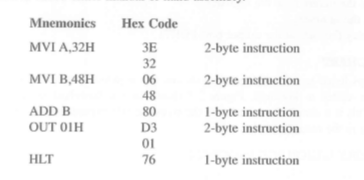 Mnemonics Hex Code
MVI A,32H 3E 2-byte instruction
32
MVI B,48H 06 2-byte instruction
48
ADD B 80 1-byte instruction
OUT 01H D3 2-byte instruction
01
HLT 76 1-byte instruction